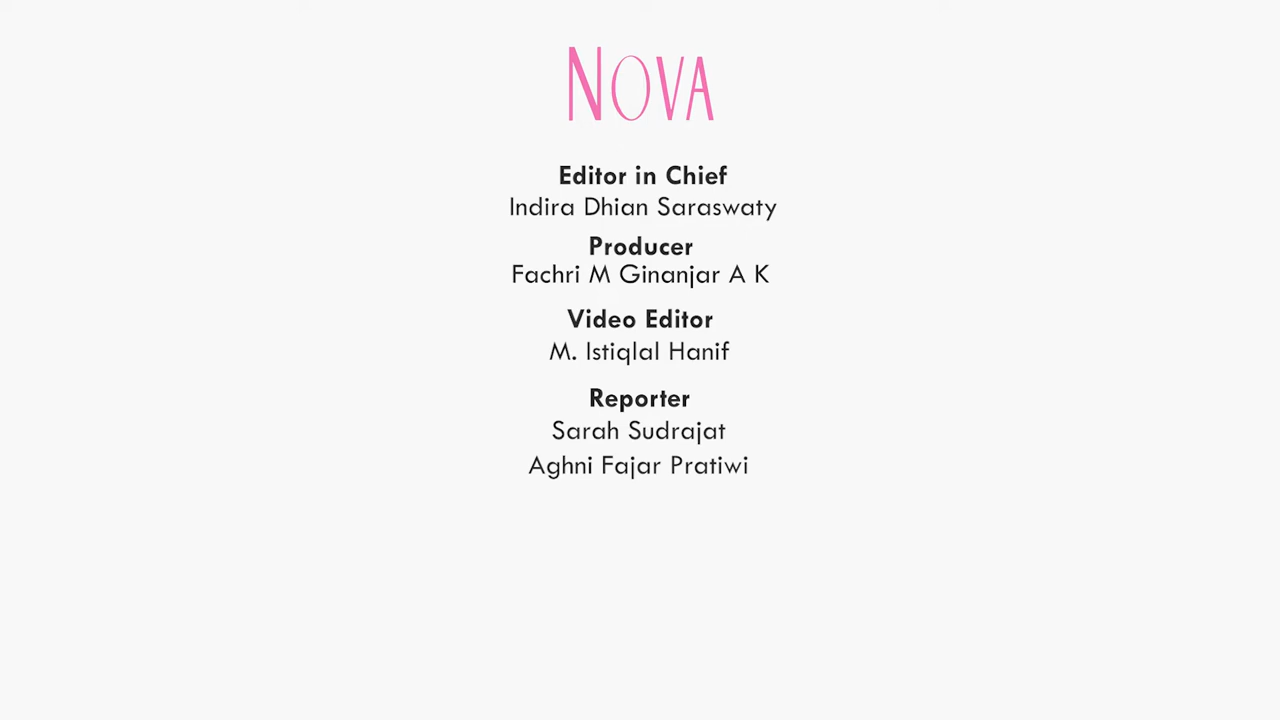 Nova
Editor in Chief
Indira Dhian Saraswaty
Producer
Fachri M Ginanjar A K
Video Editor
M. Istiqlal Hanif
Reporter
Sarah Sudrajat
Aghni Fajar Pratiwi